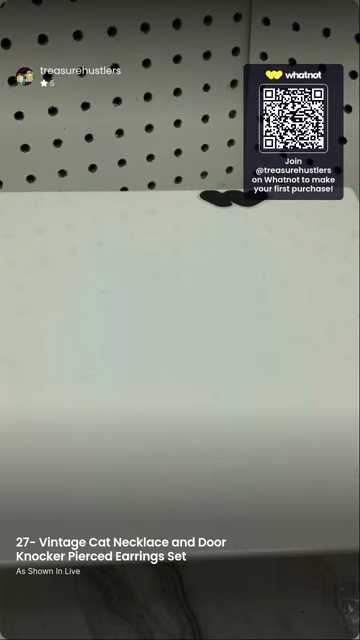 treasurehustlers
★ 5
whatnot
Join
@treasurehustlers
on Whatnot to make
your first purchase!
27- Vintage Cat Necklace and Door
Knocker Pierced Earrings Set
As Shown In Live